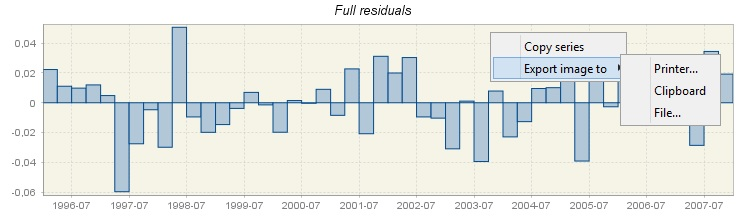 Full residuals
0,04
0,02
0
-0,02
-0,04
-0,06
Copy series
Export image to
Printer...
Clipboard
File...
1996-07 1997-07 1998-07 1999-07 2000-07 2001-07 2002-07 2003-07 2004-07 2005-07 2006-07 2007-07